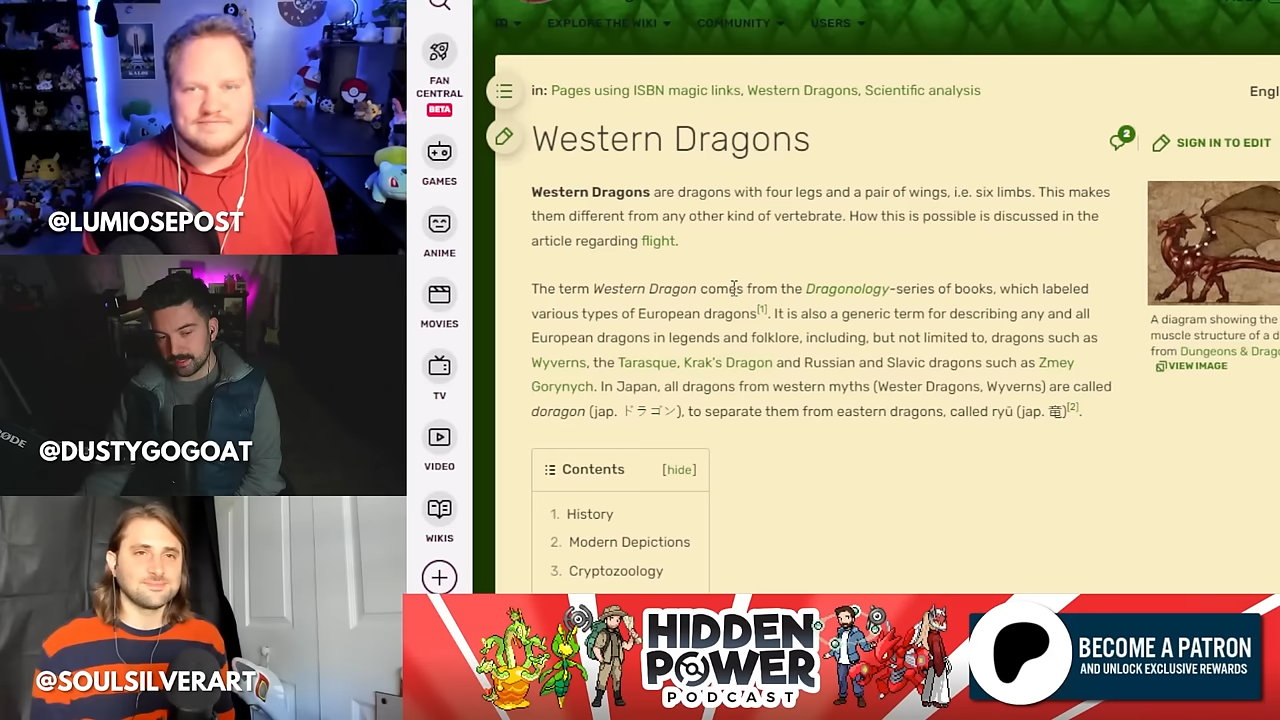 KALOS
@LUMIOSEPOST
RØDE
@DUSTYGOGOAT
@SOULSILVERART
FAN
CENTRAL
BETA
GAMES
ANIME
MOVIES
TV
VIDEO
WIKIS
EXPLORE THE WIKI
COMMUNITY
USERS
in: Pages using ISBN magic links, Western Dragons, Scientific analysis
Engl
Western Dragons
2
SIGN IN TO EDIT
Western Dragons are dragons with four legs and a pair of wings, i.e. six limbs. This makes
them different from any other kind of vertebrate. How this is possible is discussed in the
article regarding flight.
The term Western Dragon comes from the Dragonology-series of books, which labeled
various types of European dragons[1]. It is also a generic term for describing any and all
European dragons in legends and folklore, including, but not limited to, dragons such as
Wyverns, the Tarasque, Krak's Dragon and Russian and Slavic dragons such as Zmey
Gorynych. In Japan, all dragons from western myths (Wester Dragons, Wyverns) are called
doragon (jap. ドラゴン), to separate them from eastern dragons, called ryū (jap. 竜)[2].
A diagram showing the
muscle structure of a d
from Dungeons & Drago
VIEW IMAGE
Contents [hide]
1. History
2. Modern Depictions
3. Cryptozoology
HIDDEN
POWER
PODCAST
BECOME A PATRON
AND UNLOCK EXCLUSIVE REWARDS